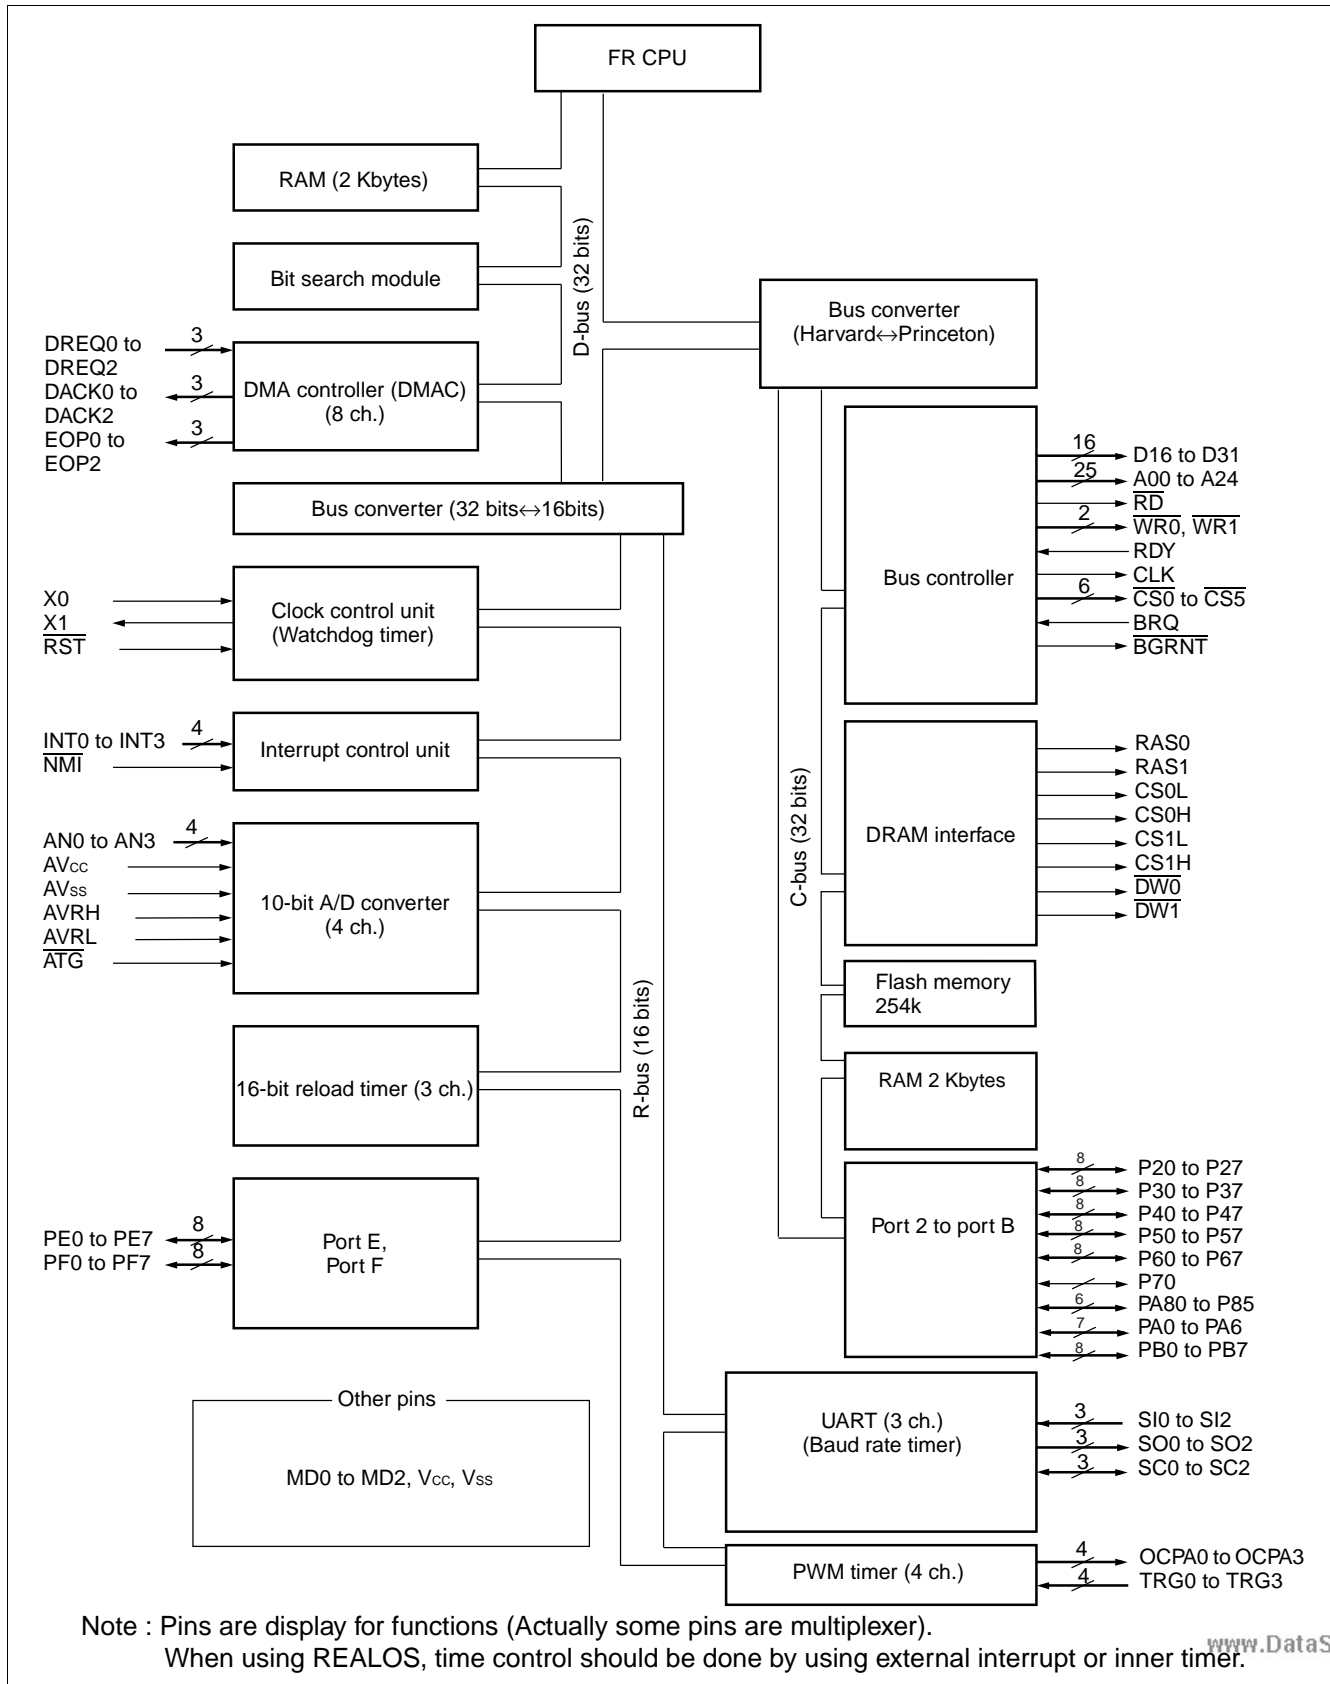 FR CPU
RAM (2 Kbytes)
Bit search module
D-bus (32 bits)
Bus converter
(Harvard↔Princeton)
DREQ0 to
DREQ2
DACK0 to
DACK2
EOP0 to
EOP2
3
3
3
DMA controller (DMAC)
(8 ch.)
Bus converter (32 bits↔16bits)
Bus controller
16
25
2
6
D16 to D31
A00 to A24
RD
WR0, WR1
RDY
CLK
CS0 to CS5
BRQ
BGRNT
X0
X1
RST
Clock control unit
(Watchdog timer)
INT0 to INT3
NMI
4
Interrupt control unit
C-bus (32 bits)
DRAM interface
RAS0
RAS1
CS0L
CS0H
CS1L
CS1H
DW0
DW1
AN0 to AN3
AVCC
AVSS
AVRH
AVRL
ATG
4
10-bit A/D converter
(4 ch.)
Flash memory
254k
R-bus (16 bits)
16-bit reload timer (3 ch.)
RAM 2 Kbytes
PE0 to PE7
PF0 to PF7
8
8
Port E,
Port F
Port 2 to port B
8
8
8
8
8
6
7
8
P20 to P27
P30 to P37
P40 to P47
P50 to P57
P60 to P67
P70
PA80 to P85
PA0 to PA6
PB0 to PB7
Other pins
MD0 to MD2, VCC, VSS
UART (3 ch.)
(Baud rate timer)
3
3
3
SI0 to SI2
SO0 to SO2
SC0 to SC2
PWM timer (4 ch.)
4
4
OCPA0 to OCPA3
TRG0 to TRG3
Note : Pins are display for functions (Actually some pins are multiplexer).
When using REALOS, time control should be done by using external interrupt or inner timer.
www.DataS